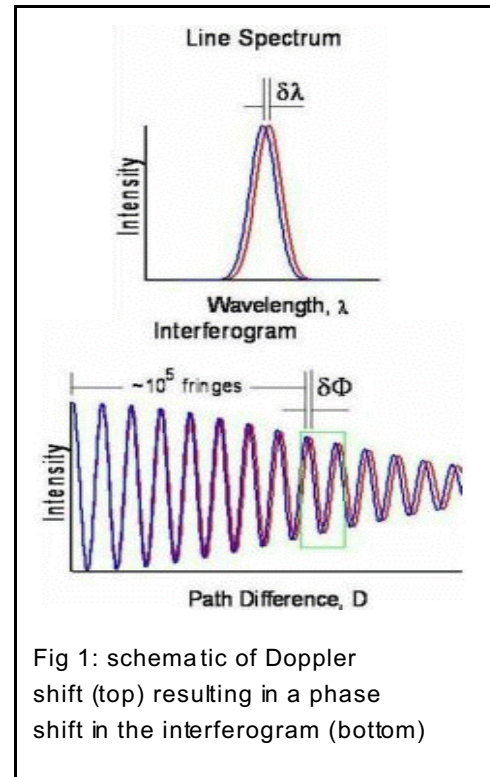 Line Spectrum
δλ
Intensity
Wavelength, λ
Interferogram
~10⁵ fringes
δΦ
Intensity
Path Difference, D
Fig 1: schematic of Doppler
shift (top) resulting in a phase
shift in the interferogram (bottom)